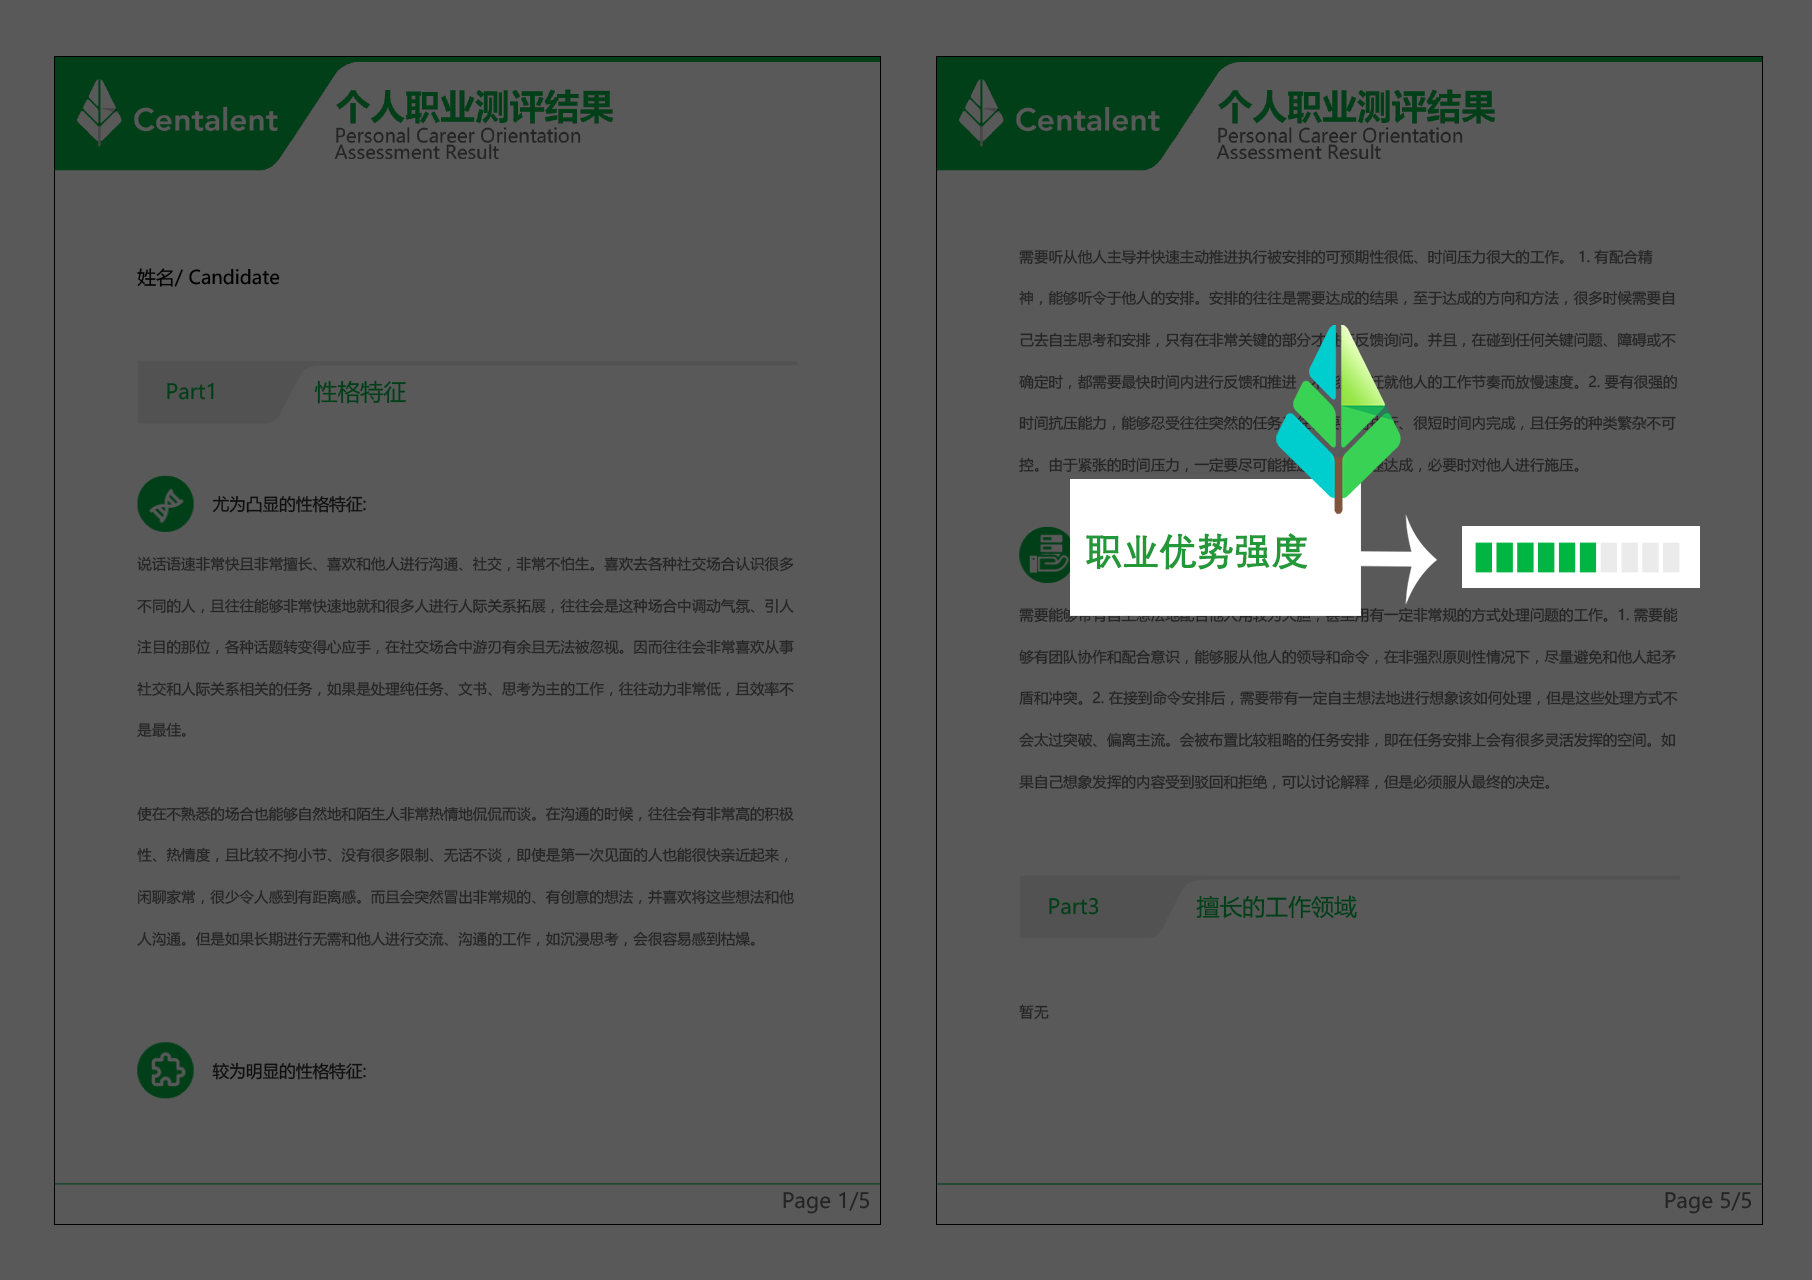 Centalent
个人职业测评结果
Personal Career Orientation
Assessment Result
姓名/ Candidate
Part1
性格特征
尤为凸显的性格特征:
说话语速非常快且非常擅长、喜欢和他人进行沟通、社交，非常不怕生。喜欢去各种社交场合认识很多
不同的人，且往往能够非常快速地就和很多人进行人际关系拓展，往往会是这种场合中调动气氛、引人
注目的那位，各种话题转变得心应手，在社交场合中游刃有余且无法被忽视。因而往往会非常喜欢从事
社交和人际关系相关的任务，如果是处理纯任务、文书、思考为主的工作，往往动力非常低，且效率不
是最佳。
使在不熟悉的场合也能够自然地和陌生人非常热情地侃侃而谈。在沟通的时候，往往会有非常高的积极
性、热情度，且比较不拘小节、没有很多限制、无话不谈，即使是第一次见面的人也能很快亲近起来，
闲聊家常，很少令人感到有距离感。而且会突然冒出非常规的、有创意的想法，并喜欢将这些想法和他
人沟通。但是如果长期进行无需和他人进行交流、沟通的工作，如沉浸思考，会很容易感到枯燥。
较为明显的性格特征:
Page 1/5
Centalent
个人职业测评结果
Personal Career Orientation
Assessment Result
需要听从他人主导并快速主动推进执行被安排的可预期性很低、时间压力很大的工作。 1. 有配合精
神，能够听令于他人的安排。安排的往往是需要达成的结果，至于达成的方向和方法，很多时候需要自
己去自主思考和安排，只有在非常关键的部分才 反馈询问。并且，在碰到任何关键问题、障碍或不
确定时，都需要最快时间内进行反馈和推进， 迁就他人的工作节奏而放慢速度。2. 要有很强的
时间抗压能力，能够忍受往往突然的任务 、很短时间内完成，且任务的种类繁杂不可
控。由于紧张的时间压力，一定要尽可能推 达成，必要时对他人进行施压。
职业优势强度
需要能够带有自主想法地配合他人用较为大胆，甚至用有一定非常规的方式处理问题的工作。1. 需要能
够有团队协作和配合意识，能够服从他人的领导和命令，在非强烈原则性情况下，尽量避免和他人起矛
盾和冲突。2. 在接到命令安排后，需要带有一定自主想法地进行想象该如何处理，但是这些处理方式不
会太过突破、偏离主流。会被布置比较粗略的任务安排，即在任务安排上会有很多灵活发挥的空间。如
果自己想象发挥的内容受到驳回和拒绝，可以讨论解释，但是必须服从最终的决定。
Part3
擅长的工作领域
暂无
Page 5/5